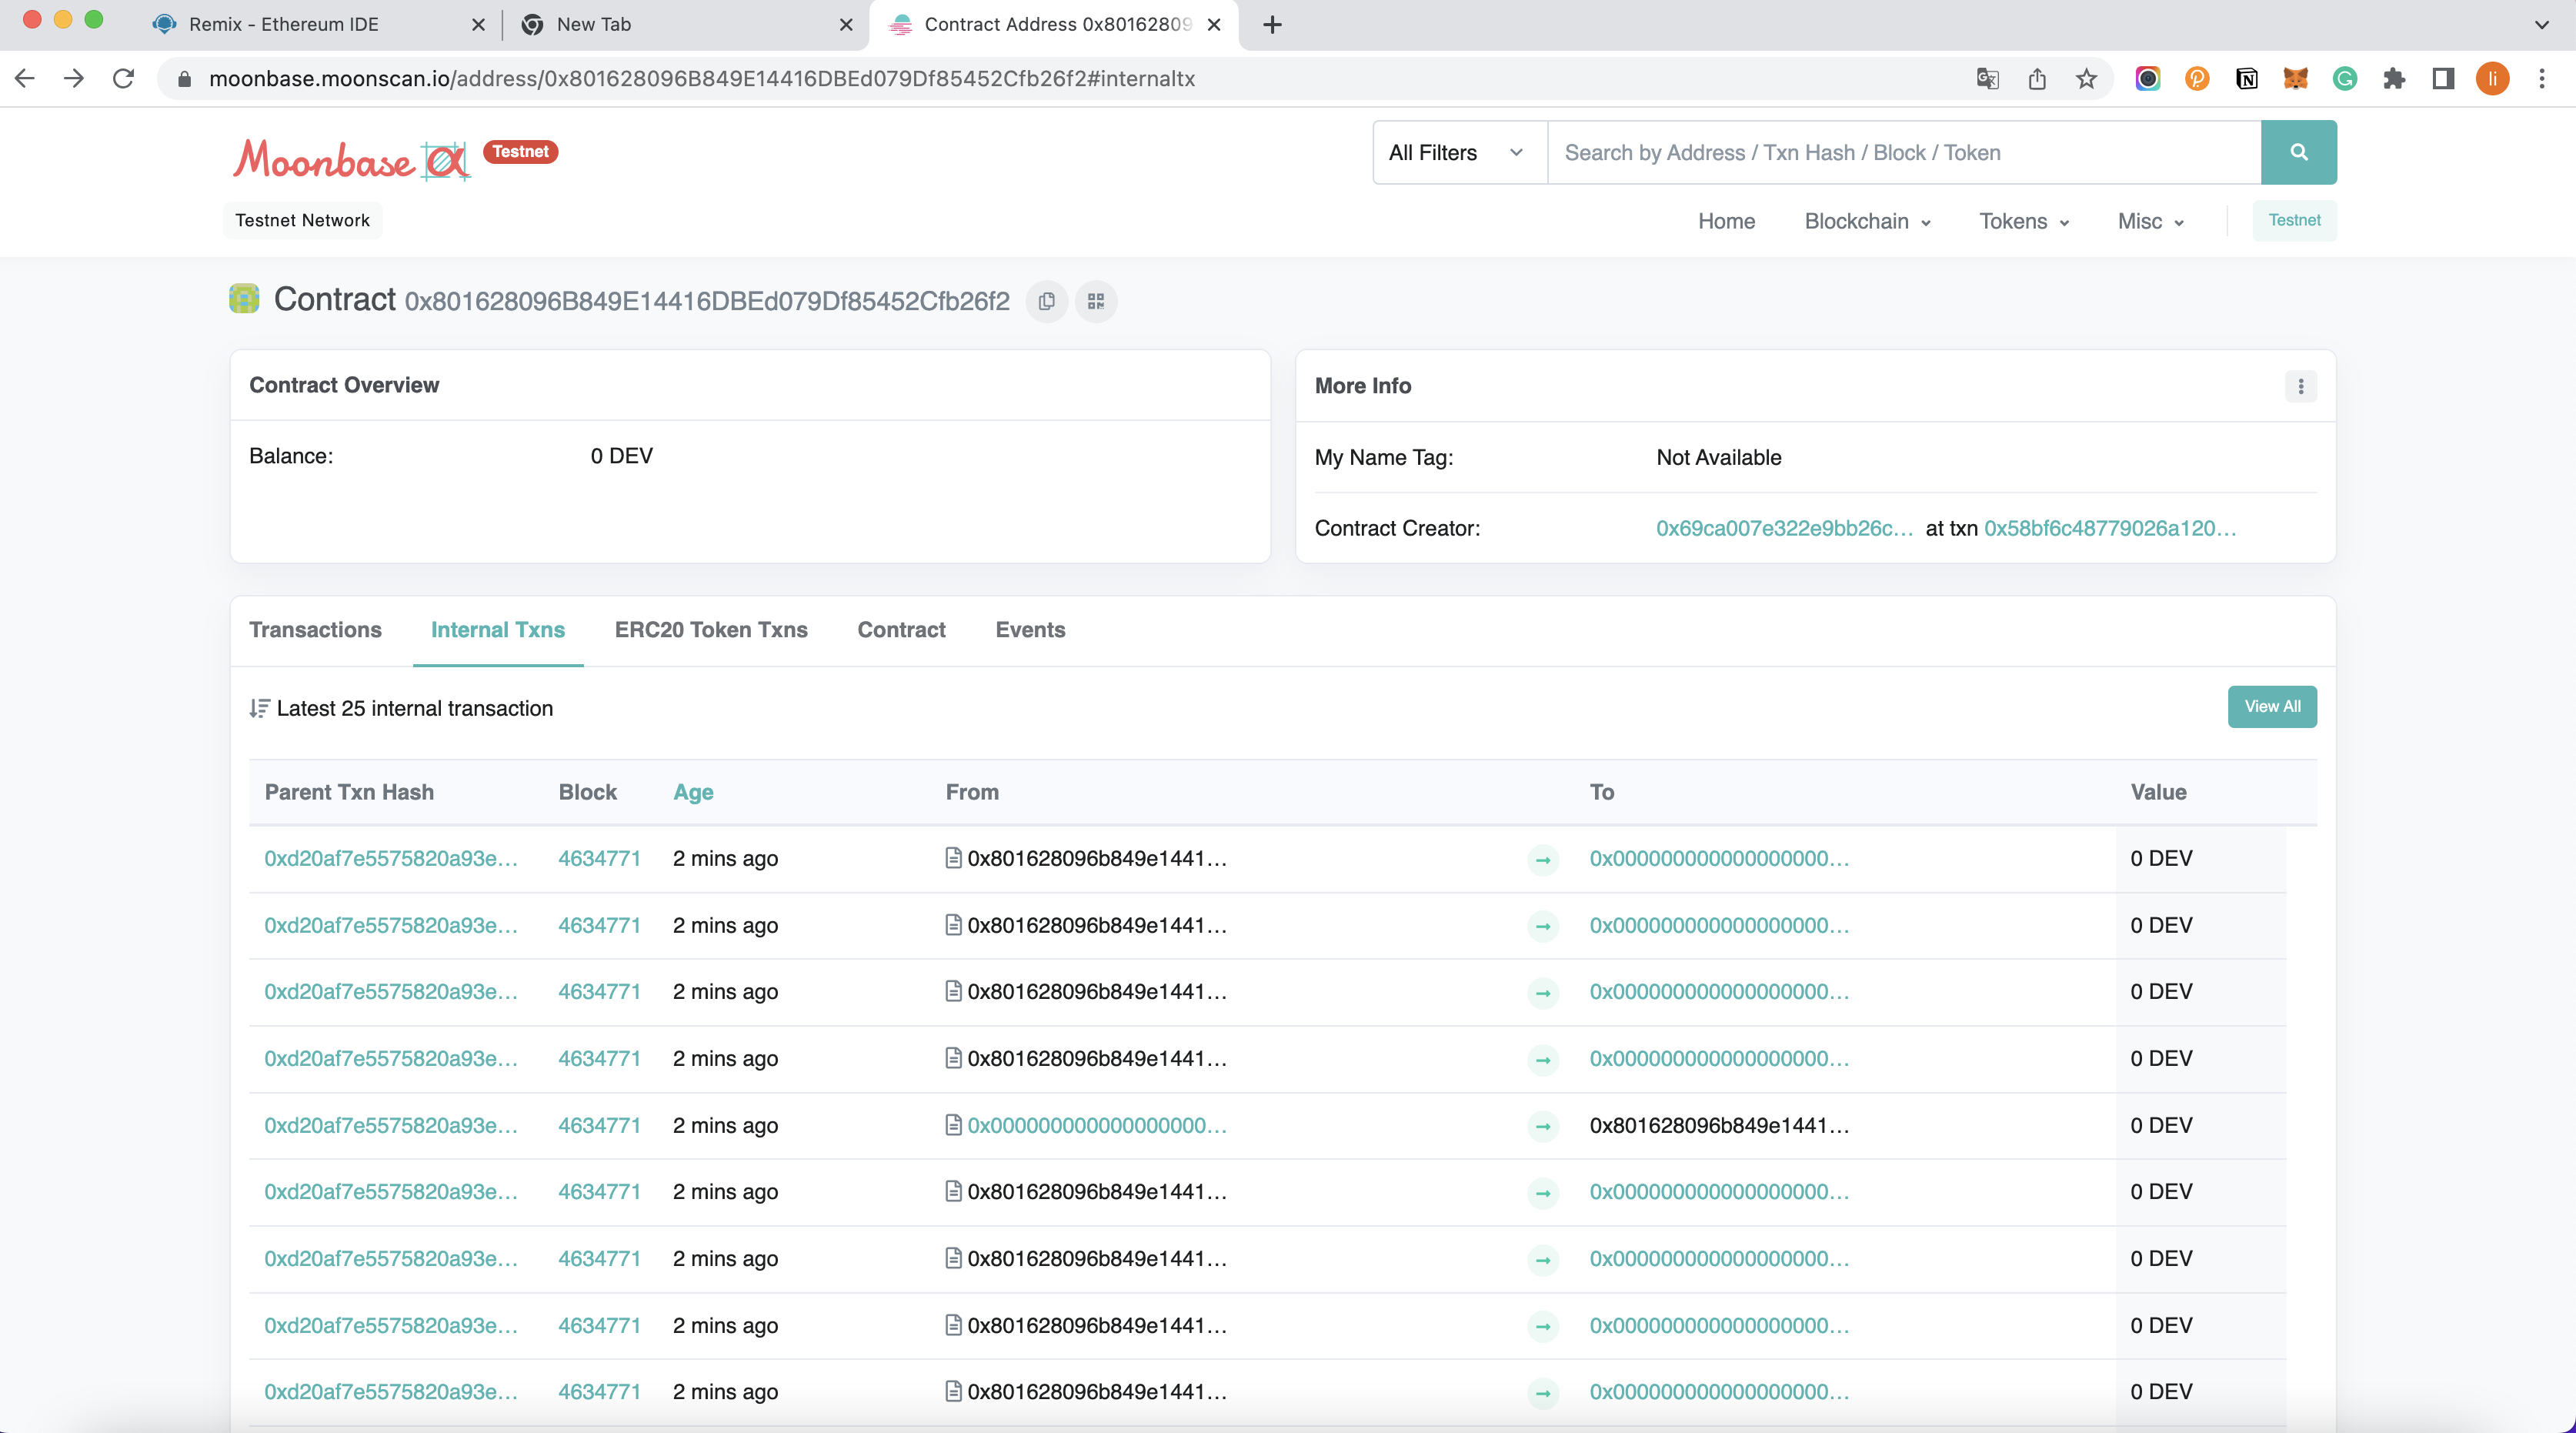 Remix - Ethereum IDE
New Tab
Contract Address 0x80162809
moonbase.moonscan.io/address/0x801628096B849E14416DBEd079Df85452Cfb26f2#internaltx
li
Moonbase α Testnet
All Filters
Search by Address / Txn Hash / Block / Token
Testnet Network
Home Blockchain Tokens Misc Testnet
Contract 0x801628096B849E14416DBEd079Df85452Cfb26f2
Contract Overview
Balance: 0 DEV
More Info
My Name Tag: Not Available
Contract Creator: 0x69ca007e322e9bb26c... at txn 0x58bf6c48779026a120...
Transactions Internal Txns ERC20 Token Txns Contract Events
Latest 25 internal transaction
View All
Parent Txn Hash Block Age From To Value
0xd20af7e5575820a93e... 4634771 2 mins ago 0x801628096b849e1441... 0x000000000000000000... 0 DEV
0xd20af7e5575820a93e... 4634771 2 mins ago 0x801628096b849e1441... 0x000000000000000000... 0 DEV
0xd20af7e5575820a93e... 4634771 2 mins ago 0x801628096b849e1441... 0x000000000000000000... 0 DEV
0xd20af7e5575820a93e... 4634771 2 mins ago 0x801628096b849e1441... 0x000000000000000000... 0 DEV
0xd20af7e5575820a93e... 4634771 2 mins ago 0x000000000000000000... 0x801628096b849e1441... 0 DEV
0xd20af7e5575820a93e... 4634771 2 mins ago 0x801628096b849e1441... 0x000000000000000000... 0 DEV
0xd20af7e5575820a93e... 4634771 2 mins ago 0x801628096b849e1441... 0x000000000000000000... 0 DEV
0xd20af7e5575820a93e... 4634771 2 mins ago 0x801628096b849e1441... 0x000000000000000000... 0 DEV
0xd20af7e5575820a93e... 4634771 2 mins ago 0x801628096b849e1441... 0x000000000000000000... 0 DEV